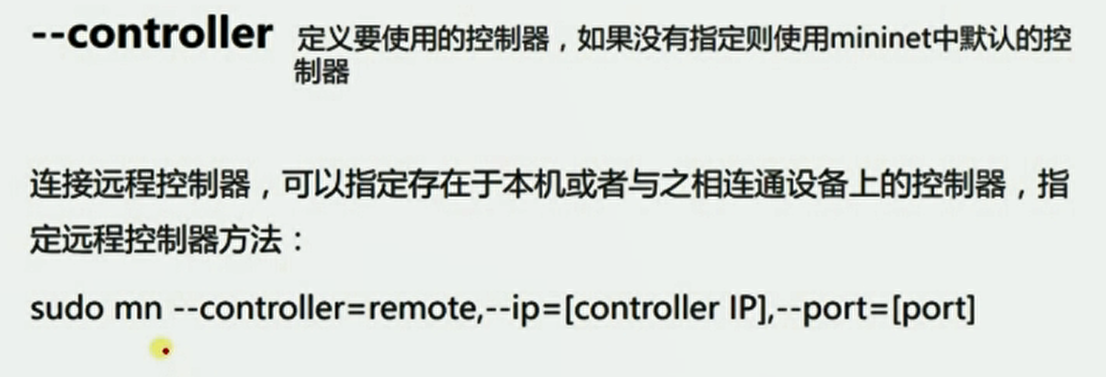 --controller 定义要使用的控制器，如果没有指定则使用mininet中默认的控
制器
连接远程控制器，可以指定存在于本机或者与之相连通设备上的控制器，指
定远程控制器方法：
sudo mn --controller=remote,--ip=[controller IP],--port=[port]